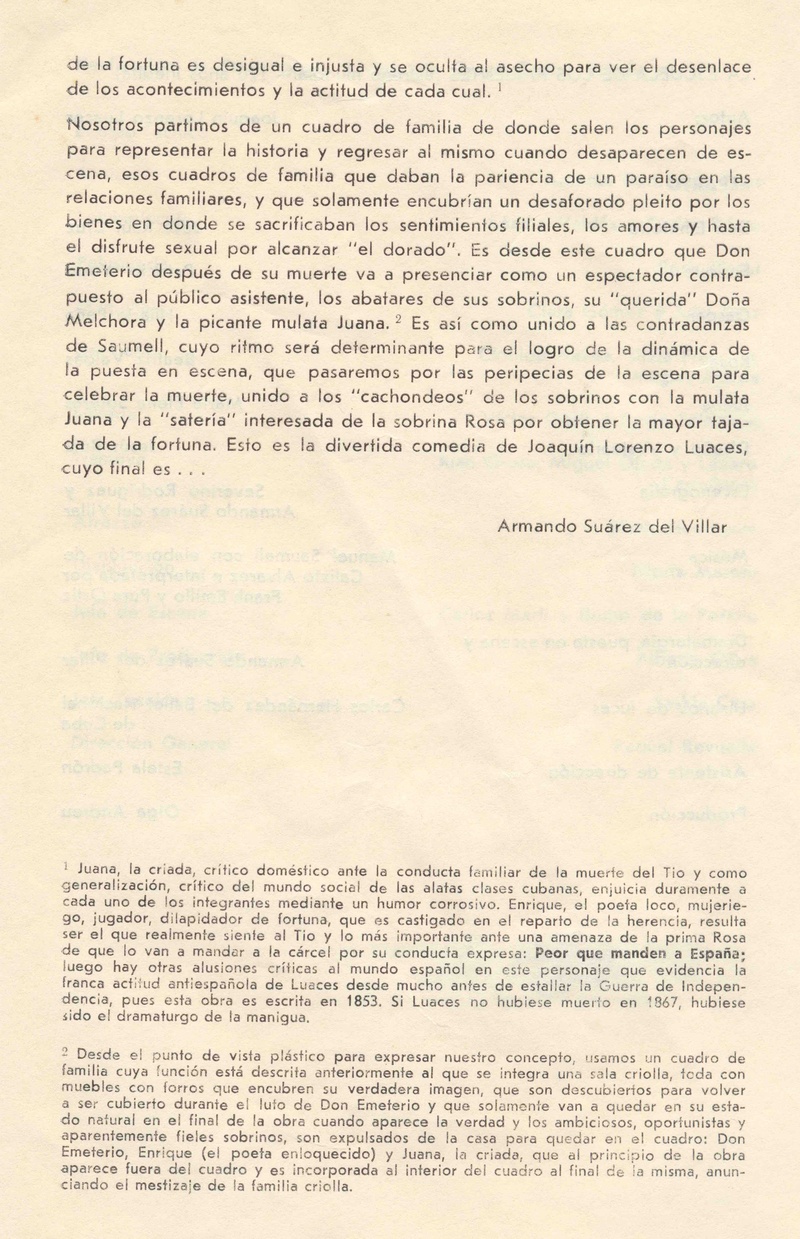 de la fortuna es desigual e injusta y se oculta al asecho para ver el desenlace
de los acontecimientos y la actitud de cada cual. 1
Nosotros partimos de un cuadro de familia de donde salen los personajes
para representar la historia y regresar al mismo cuando desaparecen de es-
cena, esos cuadros de familia que daban la pariencia de un paraíso en las
relaciones familiares, y que solamente encubrían un desaforado pleito por los
bienes en donde se sacrificaban los sentimientos filiales, los amores y hasta
el disfrute sexual por alcanzar "el dorado". Es desde este cuadro que Don
Emeterio después de su muerte va a presenciar como un espectador contra-
puesto al público asistente, los abatares de sus sobrinos, su "querida" Doña
Melchora y la picante mulata Juana. 2 Es así como unido a las contradanzas
de Saumell, cuyo ritmo será determinante para el logro de la dinámica de
la puesta en escena, que pasaremos por las peripecias de la escena para
celebrar la muerte, unido a los "cachondeos" de los sobrinos con la mulata
Juana y la "satería" interesada de la sobrina Rosa por obtener la mayor taja-
da de la fortuna. Esto es la divertida comedia de Joaquín Lorenzo Luaces,
cuyo final es . . .
Armando Suárez del Villar
1 Juana, la criada, crítico doméstico ante la conducta familiar de la muerte del Tio y como
generalización, crítico del mundo social de las alatas clases cubanas, enjuicia duramente a
cada uno de los integrantes mediante un humor corrosivo. Enrique, el poeta loco, mujerie-
go, jugador, dilapidador de fortuna, que es castigado en el reparto de la herencia, resulta
ser el que realmente siente al Tio y lo más importante ante una amenaza de la prima Rosa
de que lo van a mandar a la cárcel por su conducta expresa: Peor que manden a España;
luego hay otras alusiones críticas al mundo español en este personaje que evidencia la
franca actitud antiespañola de Luaces desde mucho antes de estallar la Guerra de Indepen-
dencia, pues esta obra es escrita en 1853. Si Luaces no hubiese muerto en 1867, hubiese
sido el dramaturgo de la manigua.
2 Desde el punto de vista plástico para expresar nuestro concepto, usamos un cuadro de
familia cuya función está descrita anteriormente al que se integra una sala criolla, toda con
muebles con forros que encubren su verdadera imagen, que son descubiertos para volver
a ser cubierto durante el luto de Don Emeterio y que solamente van a quedar en su esta-
do natural en el final de la obra cuando aparece la verdad y los ambiciosos, oportunistas y
aparentemente fieles sobrinos, son expulsados de la casa para quedar en el cuadro: Don
Emeterio, Enrique (el poeta enloquecido) y Juana, la criada, que al principio de la obra
aparece fuera del cuadro y es incorporada al interior del cuadro al final de la misma, anun-
ciando el mestizaje de la familia criolla.